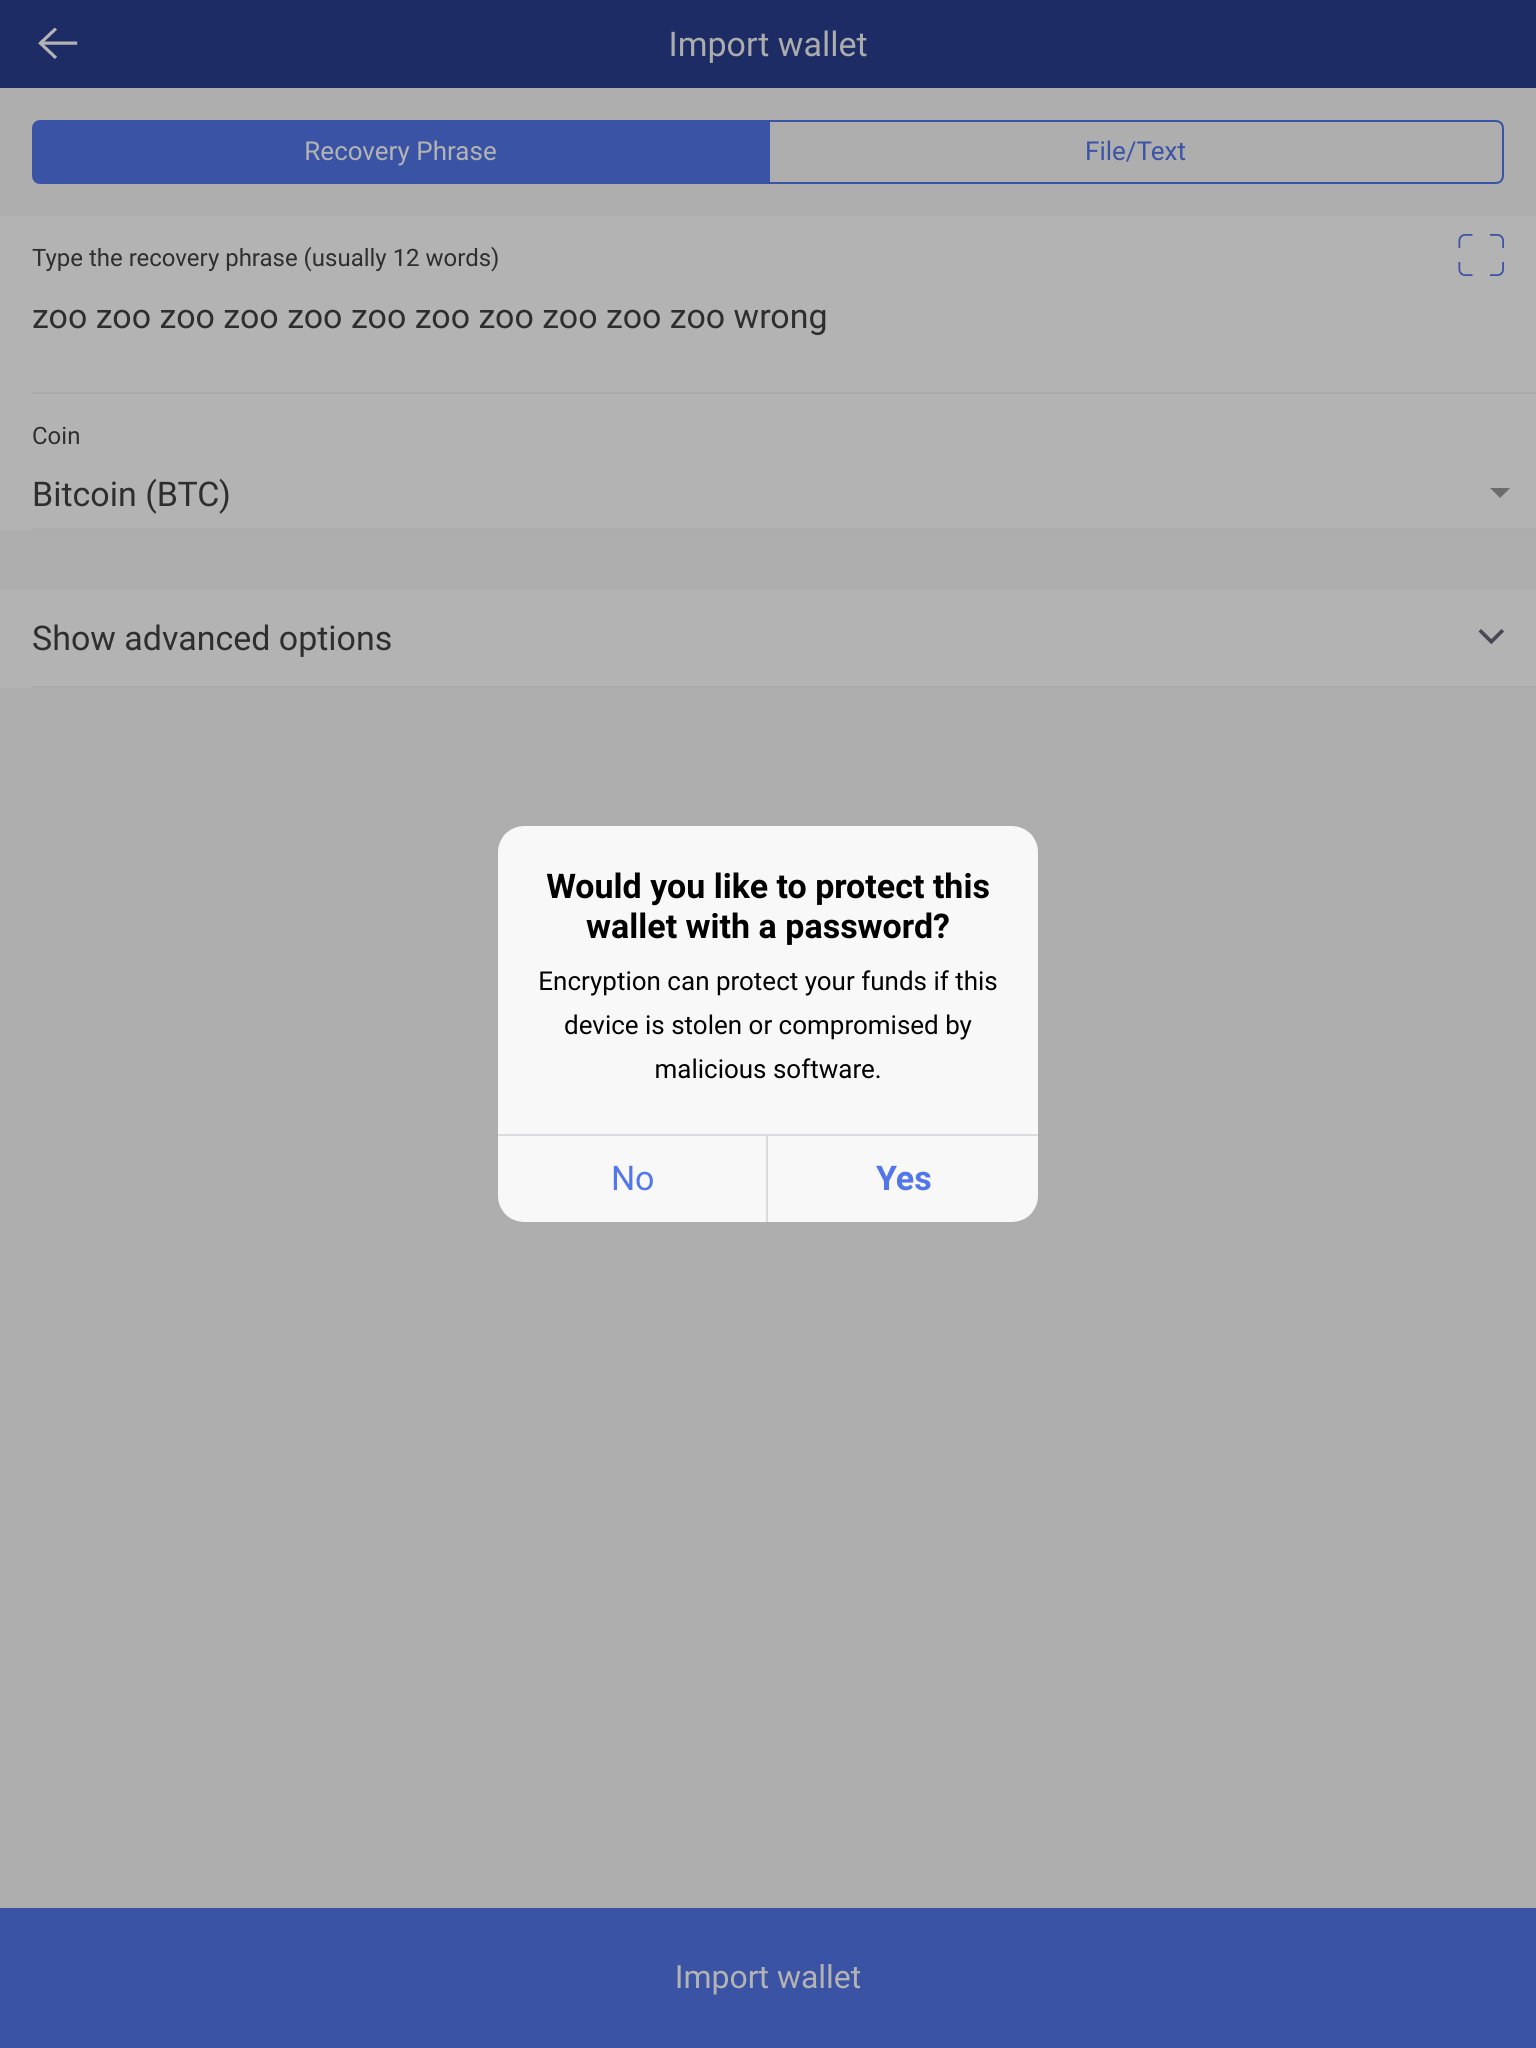 Import wallet
Recovery Phrase
File/Text
Type the recovery phrase (usually 12 words)
zoo zoo zoo zoo zoo zoo zoo zoo zoo zoo zoo wrong
Coin
Bitcoin (BTC)
Show advanced options
Would you like to protect this
wallet with a password?
Encryption can protect your funds if this
device is stolen or compromised by
malicious software.
No
Yes
Import wallet